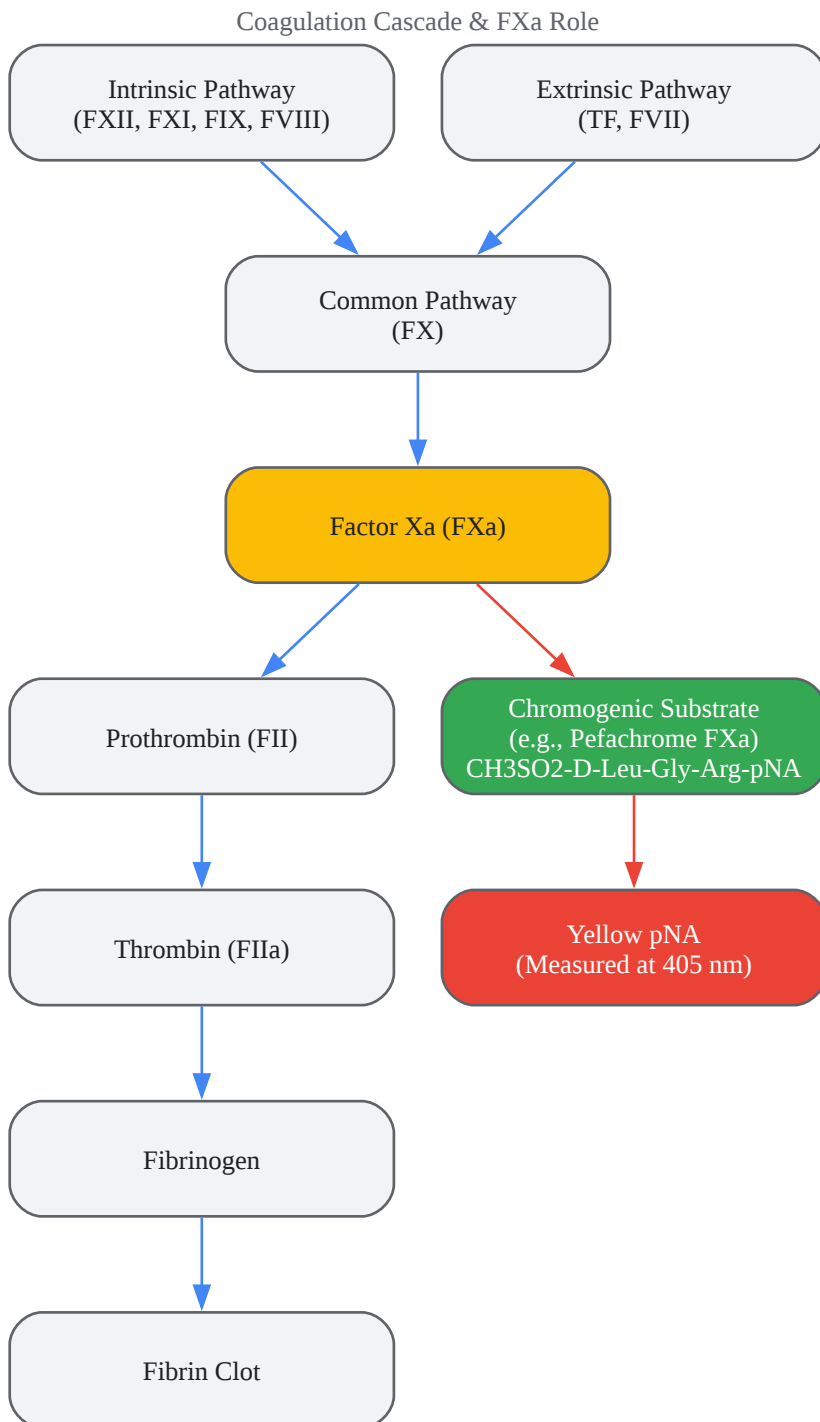 Coagulation Cascade & FXa Role
Intrinsic Pathway
(FXII, FXI, FIX, FVIII)
Extrinsic Pathway
(TF, FVII)
Common Pathway
(FX)
Factor Xa (FXa)
Prothrombin (FII)
Chromogenic Substrate
(e.g., Pefachrome FXa)
CH3SO2-D-Leu-Gly-Arg-pNA
Thrombin (FIIa)
Yellow pNA
(Measured at 405 nm)
Fibrinogen
Fibrin Clot